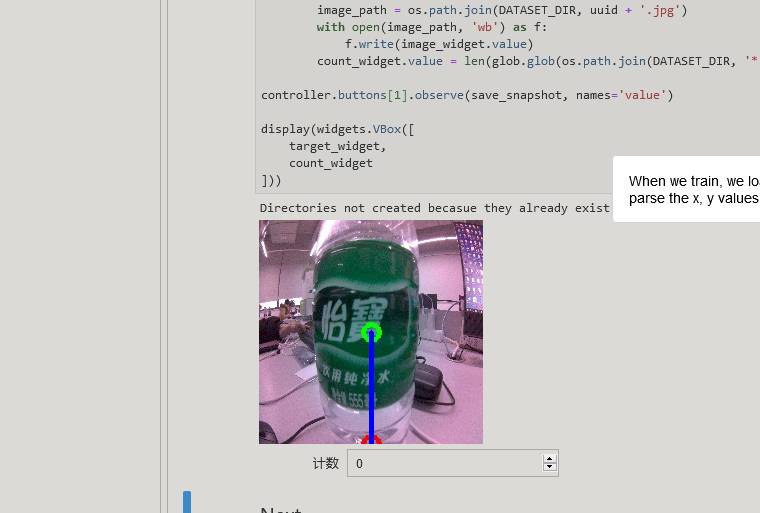 image_path = os.path.join(DATASET_DIR, uuid + '.jpg')
with open(image_path, 'wb') as f:
f.write(image_widget.value)
count_widget.value = len(glob.glob(os.path.join(DATASET_DIR, '*
controller.buttons[1].observe(save_snapshot, names='value')
display(widgets.VBox([
target_widget,
count_widget
]))
When we train, we loa
parse the x, y values
Directories not created becasue they already exist
怡寶
饮用纯净水
555
计数
0